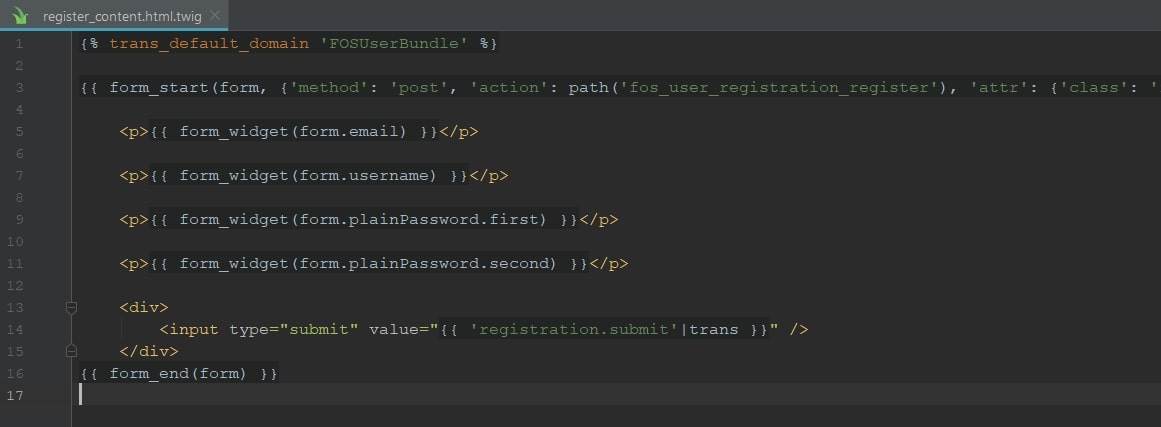 register_content.html.twig
1 {% trans_default_domain 'FOSUserBundle' %}
2
3 {{ form_start(form, {'method': 'post', 'action': path('fos_user_registration_register'), 'attr': {'class': '
4
5 <p>{{ form_widget(form.email) }}</p>
6
7 <p>{{ form_widget(form.username) }}</p>
8
9 <p>{{ form_widget(form.plainPassword.first) }}</p>
10
11 <p>{{ form_widget(form.plainPassword.second) }}</p>
12
13 <div>
14 <input type="submit" value="{{ 'registration.submit'|trans }}" />
15 </div>
16 {{ form_end(form) }}
17